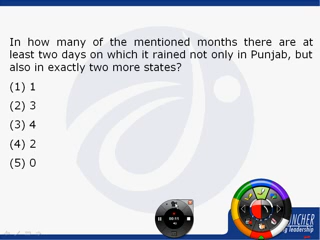 In how many of the mentioned months there are at
least two days on which it rained not only in Punjab, but
also in exactly two more states?
(1) 1
(2) 3
(3) 4
(4) 2
(5) 0